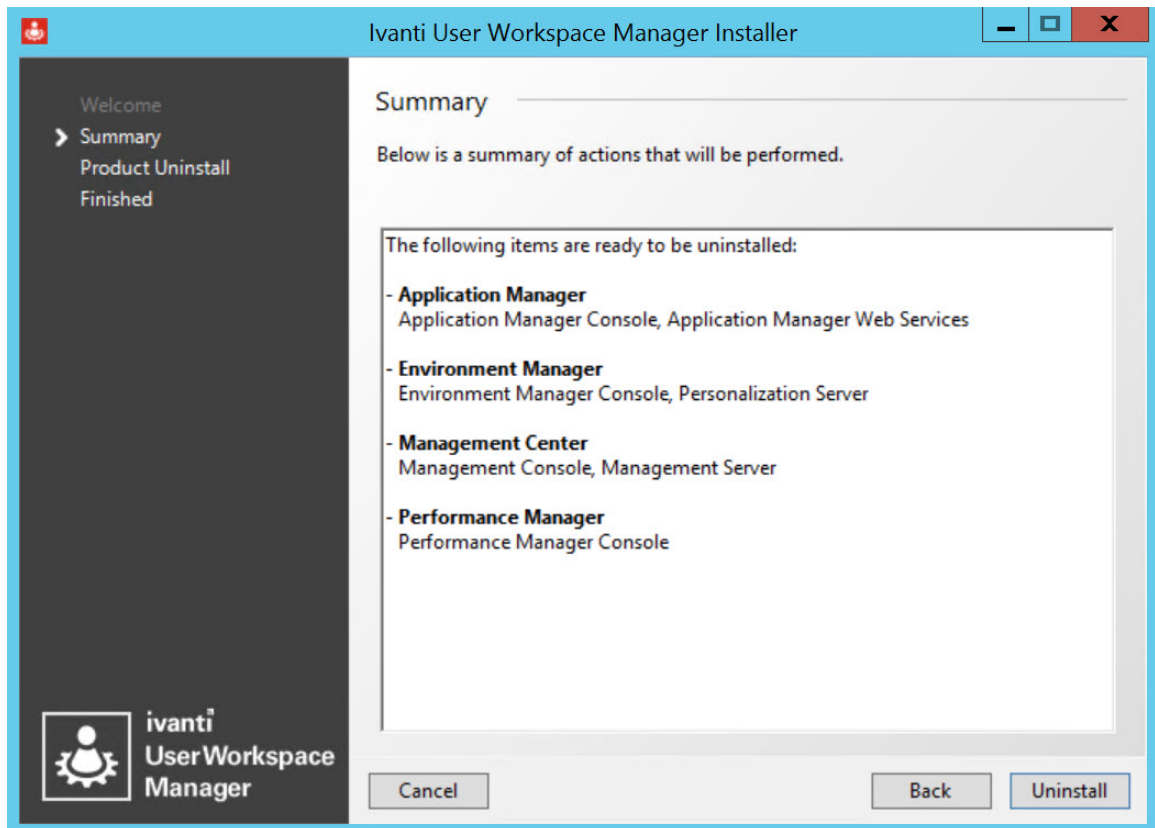 Ivanti User Workspace Manager Installer
Welcome
Summary
Product Uninstall
Finished
Summary
Below is a summary of actions that will be performed.
The following items are ready to be uninstalled:
- Application Manager
Application Manager Console, Application Manager Web Services
- Environment Manager
Environment Manager Console, Personalization Server
- Management Center
Management Console, Management Server
- Performance Manager
Performance Manager Console
ivanti
User Workspace
Manager
Cancel
Back
Uninstall